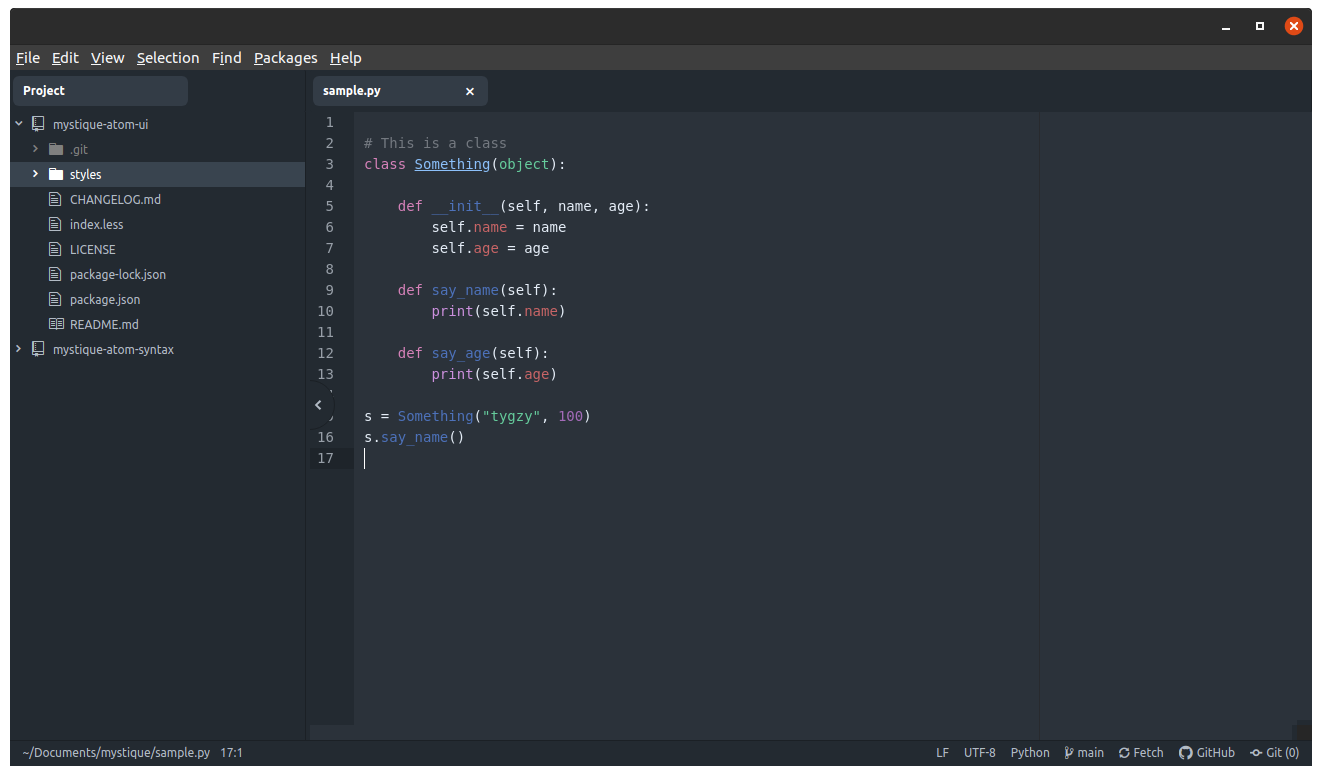 File Edit View Selection Find Packages Help
Project
mystique-atom-ui
.git
styles
CHANGELOG.md
index.less
LICENSE
package-lock.json
package.json
README.md
mystique-atom-syntax
sample.py
1
2 # This is a class
3 class Something(object):
4
5     def __init__(self, name, age):
6         self.name = name
7         self.age = age
8
9     def say_name(self):
10         print(self.name)
11
12     def say_age(self):
13         print(self.age)
s = Something("tygzy", 100)
16 s.say_name()
17
~/Documents/mystique/sample.py 17:1 LF UTF-8 Python main Fetch GitHub Git (0)